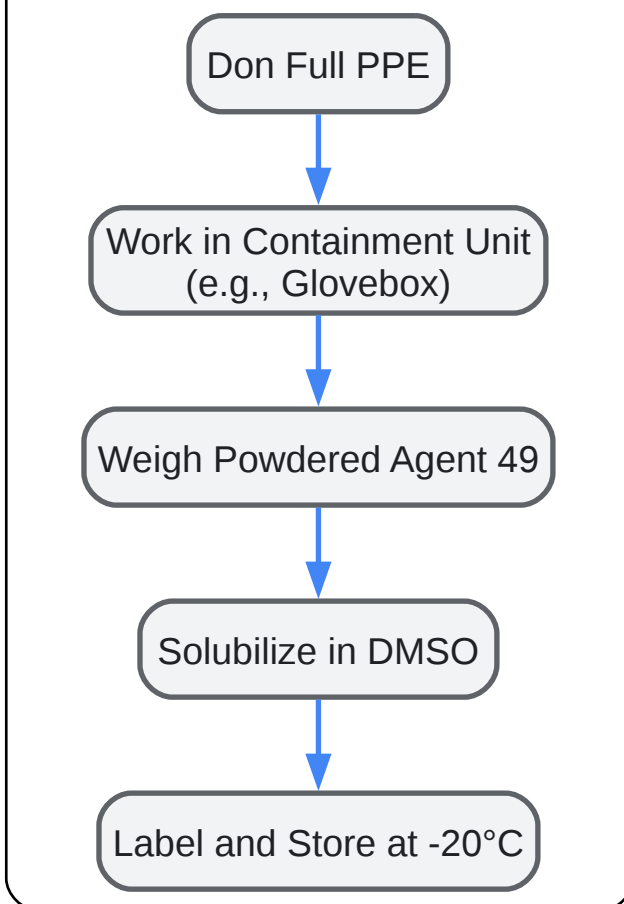 Don Full PPE
Work in Containment Unit
(e.g., Glovebox)
Weigh Powdered Agent 49
Solubilize in DMSO
Label and Store at -20°C